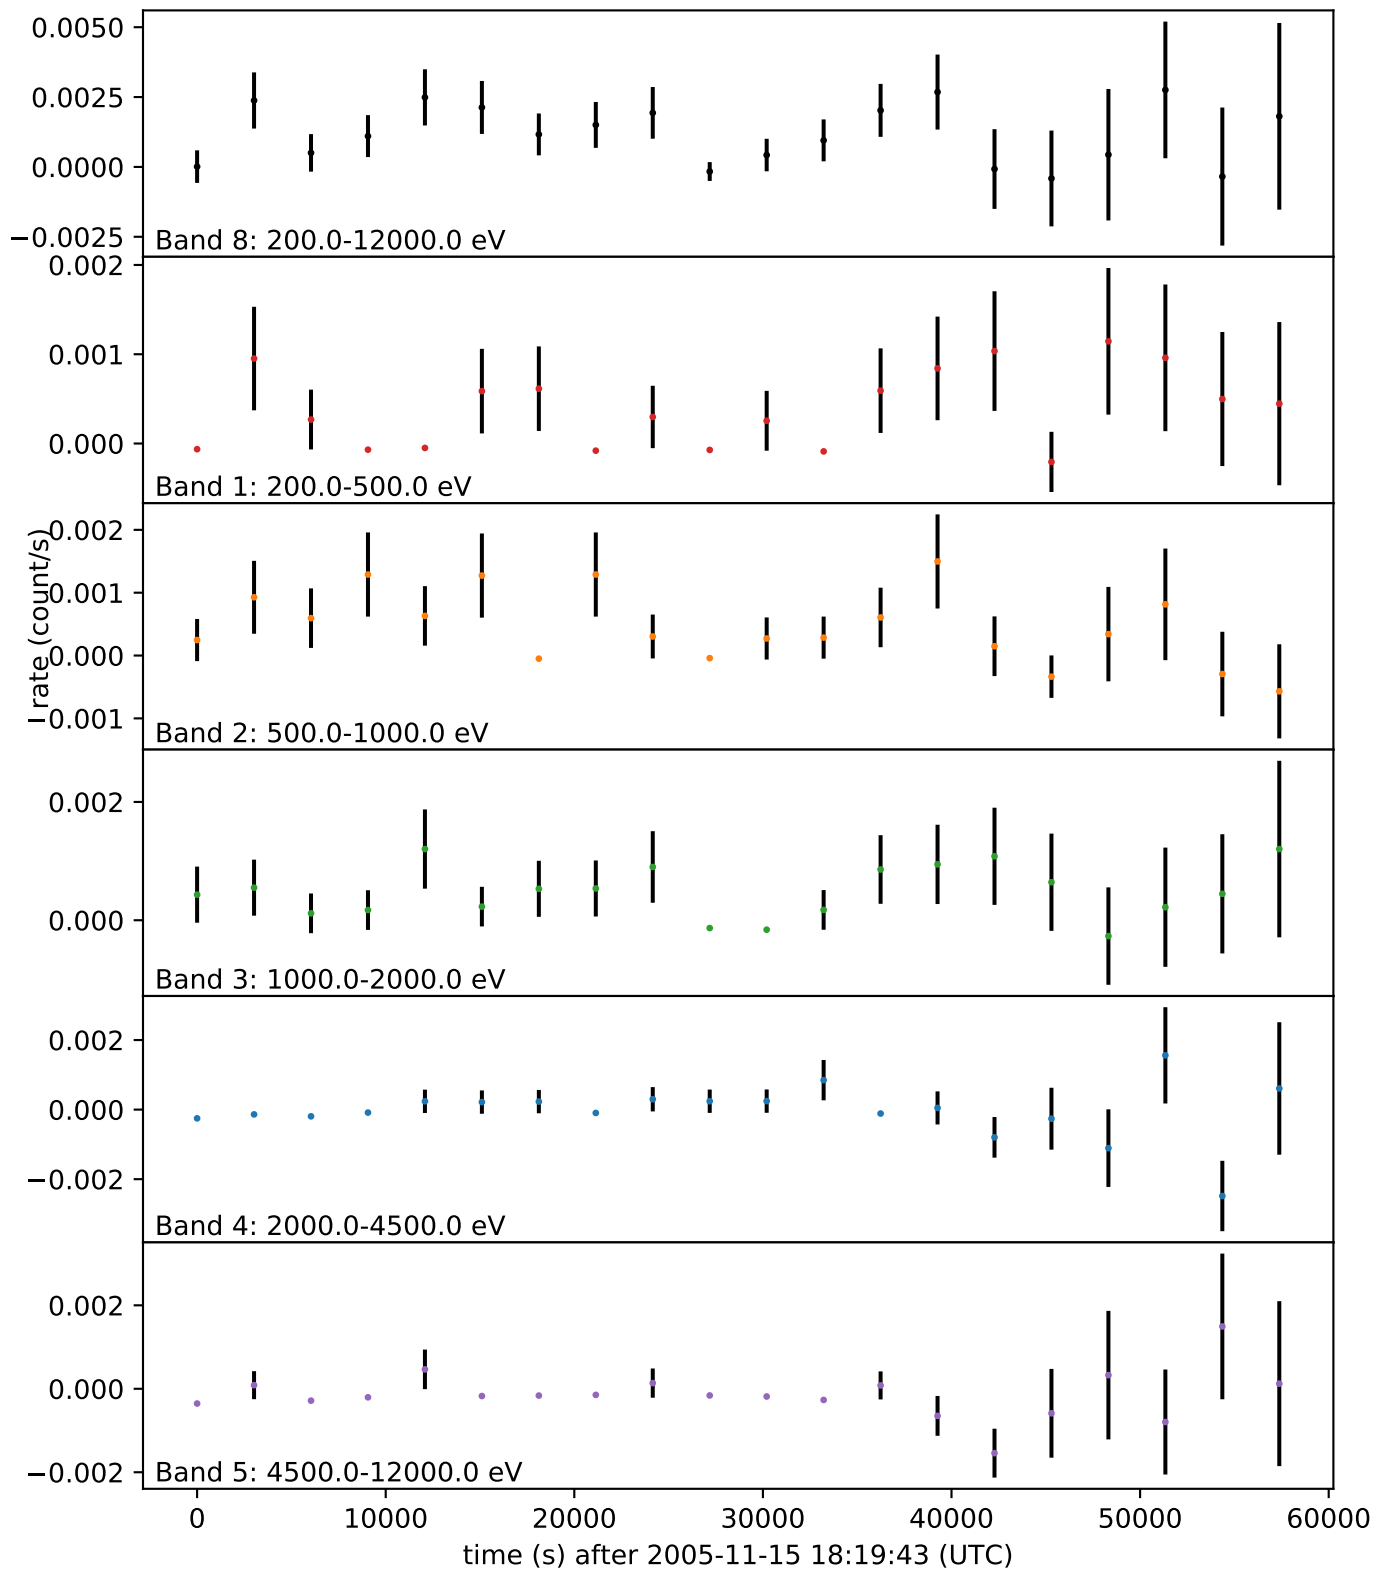 0.0050
0.0025
0.0000
−0.0025
Band 8: 200.0-12000.0 eV
0.002
0.001
0.000
Band 1: 200.0-500.0 eV
rate (count/s)
0.002
0.001
0.000
−0.001
Band 2: 500.0-1000.0 eV
0.002
0.000
Band 3: 1000.0-2000.0 eV
0.002
0.000
−0.002
Band 4: 2000.0-4500.0 eV
0.002
0.000
−0.002
Band 5: 4500.0-12000.0 eV
0 10000 20000 30000 40000 50000 60000
time (s) after 2005-11-15 18:19:43 (UTC)